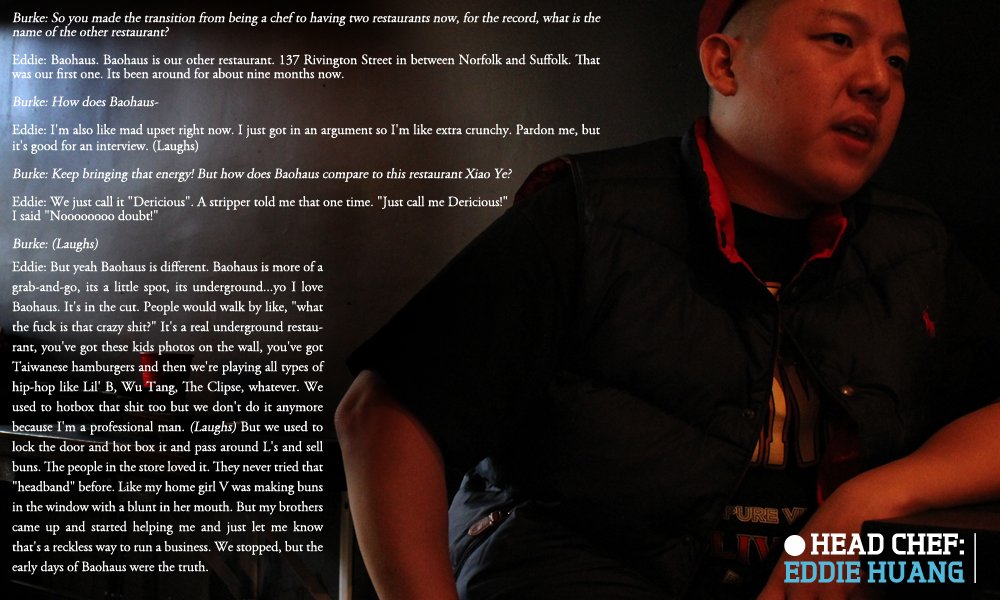 Burke: So you made the transition from being a chef to having two restaurants now, for the record, what is the
name of the other restaurant?
Eddie: Baohaus. Baohaus is our other restaurant. 137 Rivington Street in between Norfolk and Suffolk. That
was our first one. Its been around for about nine months now.
Burke: How does Baohaus-
Eddie: I'm also like mad upset right now. I just got in an argument so I'm like extra crunchy. Pardon me, but
it's good for an interview. (Laughs)
Burke: Keep bringing that energy! But how does Baohaus compare to this restaurant Xiao Ye?
Eddie: We just call it "Dericious". A stripper told me that one time. "Just call me Dericious!"
I said "Noooooooo doubt!"
Burke: (Laughs)
Eddie: But yeah Baohaus is different. Baohaus is more of a
grab-and-go, its a little spot, its underground...yo I love
Baohaus. It's in the cut. People would walk by like, "what
the fuck is that crazy shit?" It's a real underground restau-
rant, you've got these kids photos on the wall, you've got
Taiwanese hamburgers and then we're playing all types of
hip-hop like Lil' B, Wu Tang, The Clipse, whatever. We
used to hotbox that shit too but we don't do it anymore
because I'm a professional man. (Laughs) But we used to
lock the door and hot box it and pass around L's and sell
buns. The people in the store loved it. They never tried that
"headband" before. Like my home girl V was making buns
in the window with a blunt in her mouth. But my brothers
came up and started helping me and just let me know
that's a reckless way to run a business. We stopped, but the
early days of Baohaus were the truth.
PURE
HEAD CHEF:
EDDIE HUANG